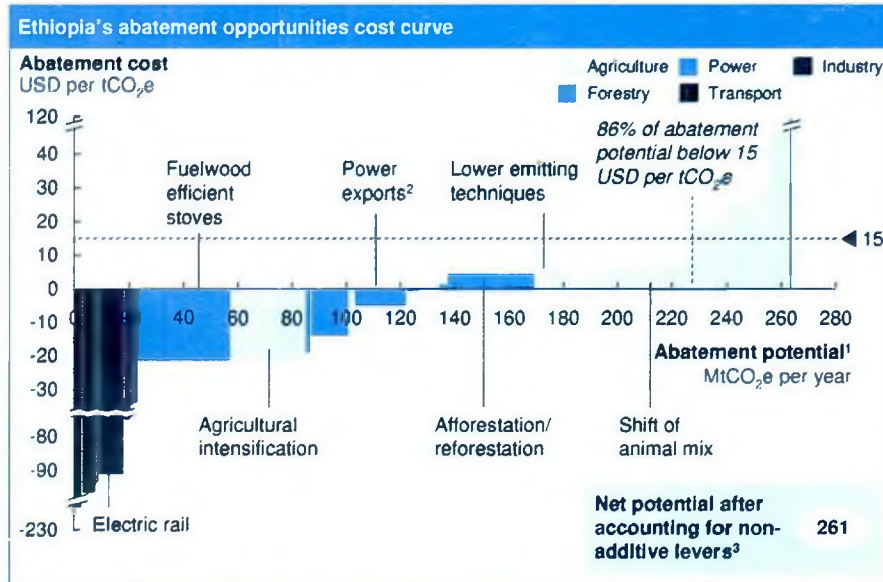 Ethiopia's abatement opportunities cost curve
Abatement cost
USD per tCO₂e
Agriculture Power Industry
Forestry Transport
120
40
30
20
10
0
-10
-20
-30
-80
-90
-230
86% of abatement
potential below 15
USD per tCO₂e
Fuelwood
efficient
stoves
Power
exports²
Lower emitting
techniques
15
0 20 40 60 80 100 120 140 160 180 200 220 240 260 280
Abatement potential¹
MtCO₂e per year
Agricultural
intensification
Afforestation/
reforestation
Shift of
animal mix
Electric rail
Net potential after
accounting for non-
additive levers³
261